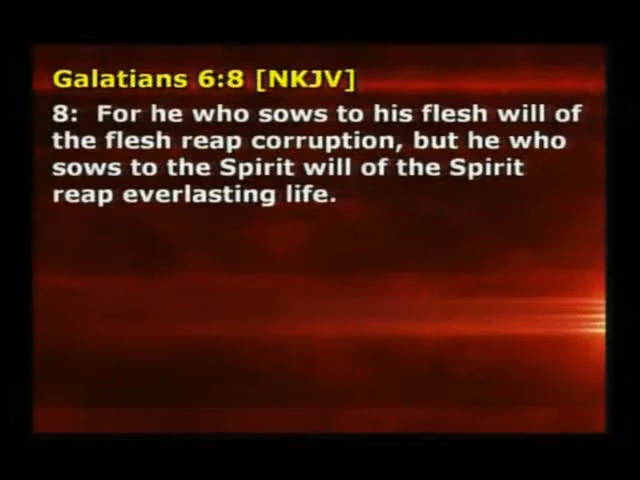 Galatians 6:8 [NKJV]
8:  For he who sows to his flesh will of
the flesh reap corruption, but he who
sows to the Spirit will of the Spirit
reap everlasting life.